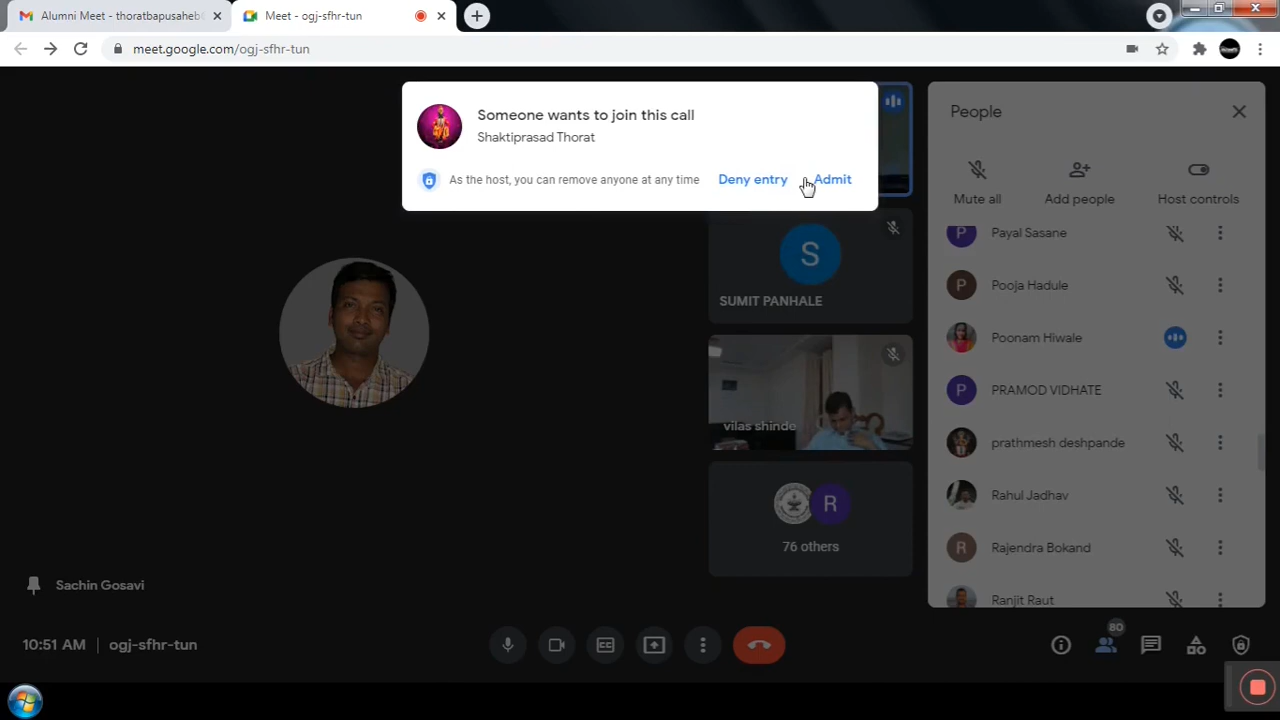 Alumni Meet - thoratbapusaheb
Meet - ogj-sfhr-tun
meet.google.com/ogj-sfhr-tun
Someone wants to join this call
Shaktiprasad Thorat
As the host, you can remove anyone at any time
Deny entry
Admit
People
Mute all
Add people
Host controls
P
Payal Sasane
P
Pooja Hadule
Poonam Hiwale
P
PRAMOD VIDHATE
prathmesh deshpande
Rahul Jadhav
R
Rajendra Bokand
Ranjit Raut
S
SUMIT PANHALE
vilas shinde
R
76 others
Sachin Gosavi
10:51 AM | ogj-sfhr-tun
CC
80